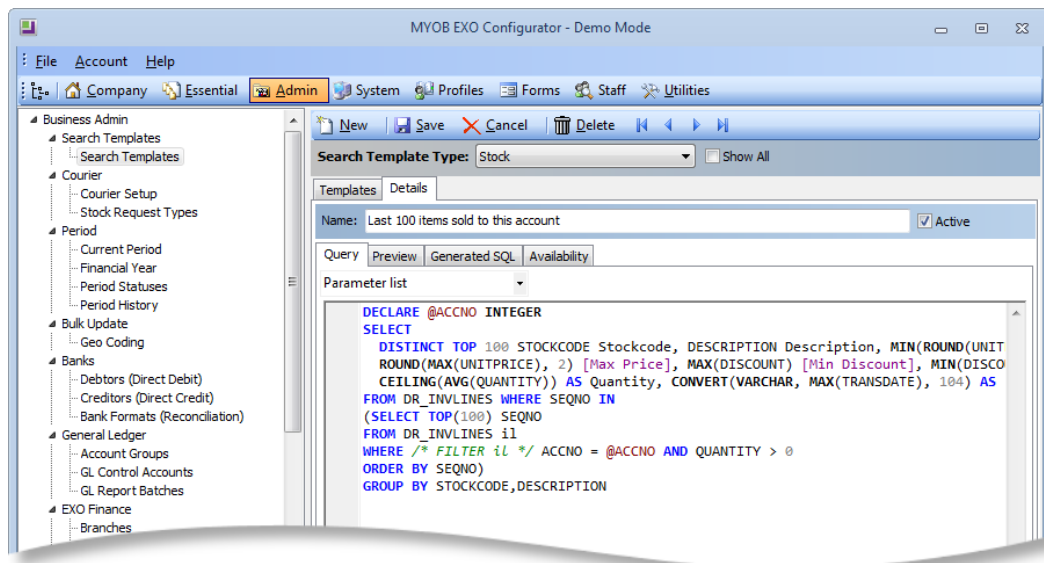 MYOB EXO Configurator - Demo Mode
File Account Help
Company Essential Admin System Profiles Forms Staff Utilities
Business Admin
Search Templates
Search Templates
Courier
Courier Setup
Stock Request Types
Period
Current Period
Financial Year
Period Statuses
Period History
Bulk Update
Geo Coding
Banks
Debtors (Direct Debit)
Creditors (Direct Credit)
Bank Formats (Reconciliation)
General Ledger
Account Groups
GL Control Accounts
GL Report Batches
EXO Finance
Branches
New Save Cancel Delete
Search Template Type: Stock Show All
Templates Details
Name: Last 100 items sold to this account Active
Query Preview Generated SQL Availability
Parameter list
DECLARE @ACCNO INTEGER
SELECT
DISTINCT TOP 100 STOCKCODE Stockcode, DESCRIPTION Description, MIN(ROUND(UNIT
ROUND(MAX(UNITPRICE), 2) [Max Price], MAX(DISCOUNT) [Min Discount], MIN(DISCO
CEILING(AVG(QUANTITY)) AS Quantity, CONVERT(VARCHAR, MAX(TRANSDATE), 104) AS
FROM DR_INVLINES WHERE SEQNO IN
(SELECT TOP(100) SEQNO
FROM DR_INVLINES il
WHERE /* FILTER il */ ACCNO = @ACCNO AND QUANTITY > 0
ORDER BY SEQNO)
GROUP BY STOCKCODE,DESCRIPTION